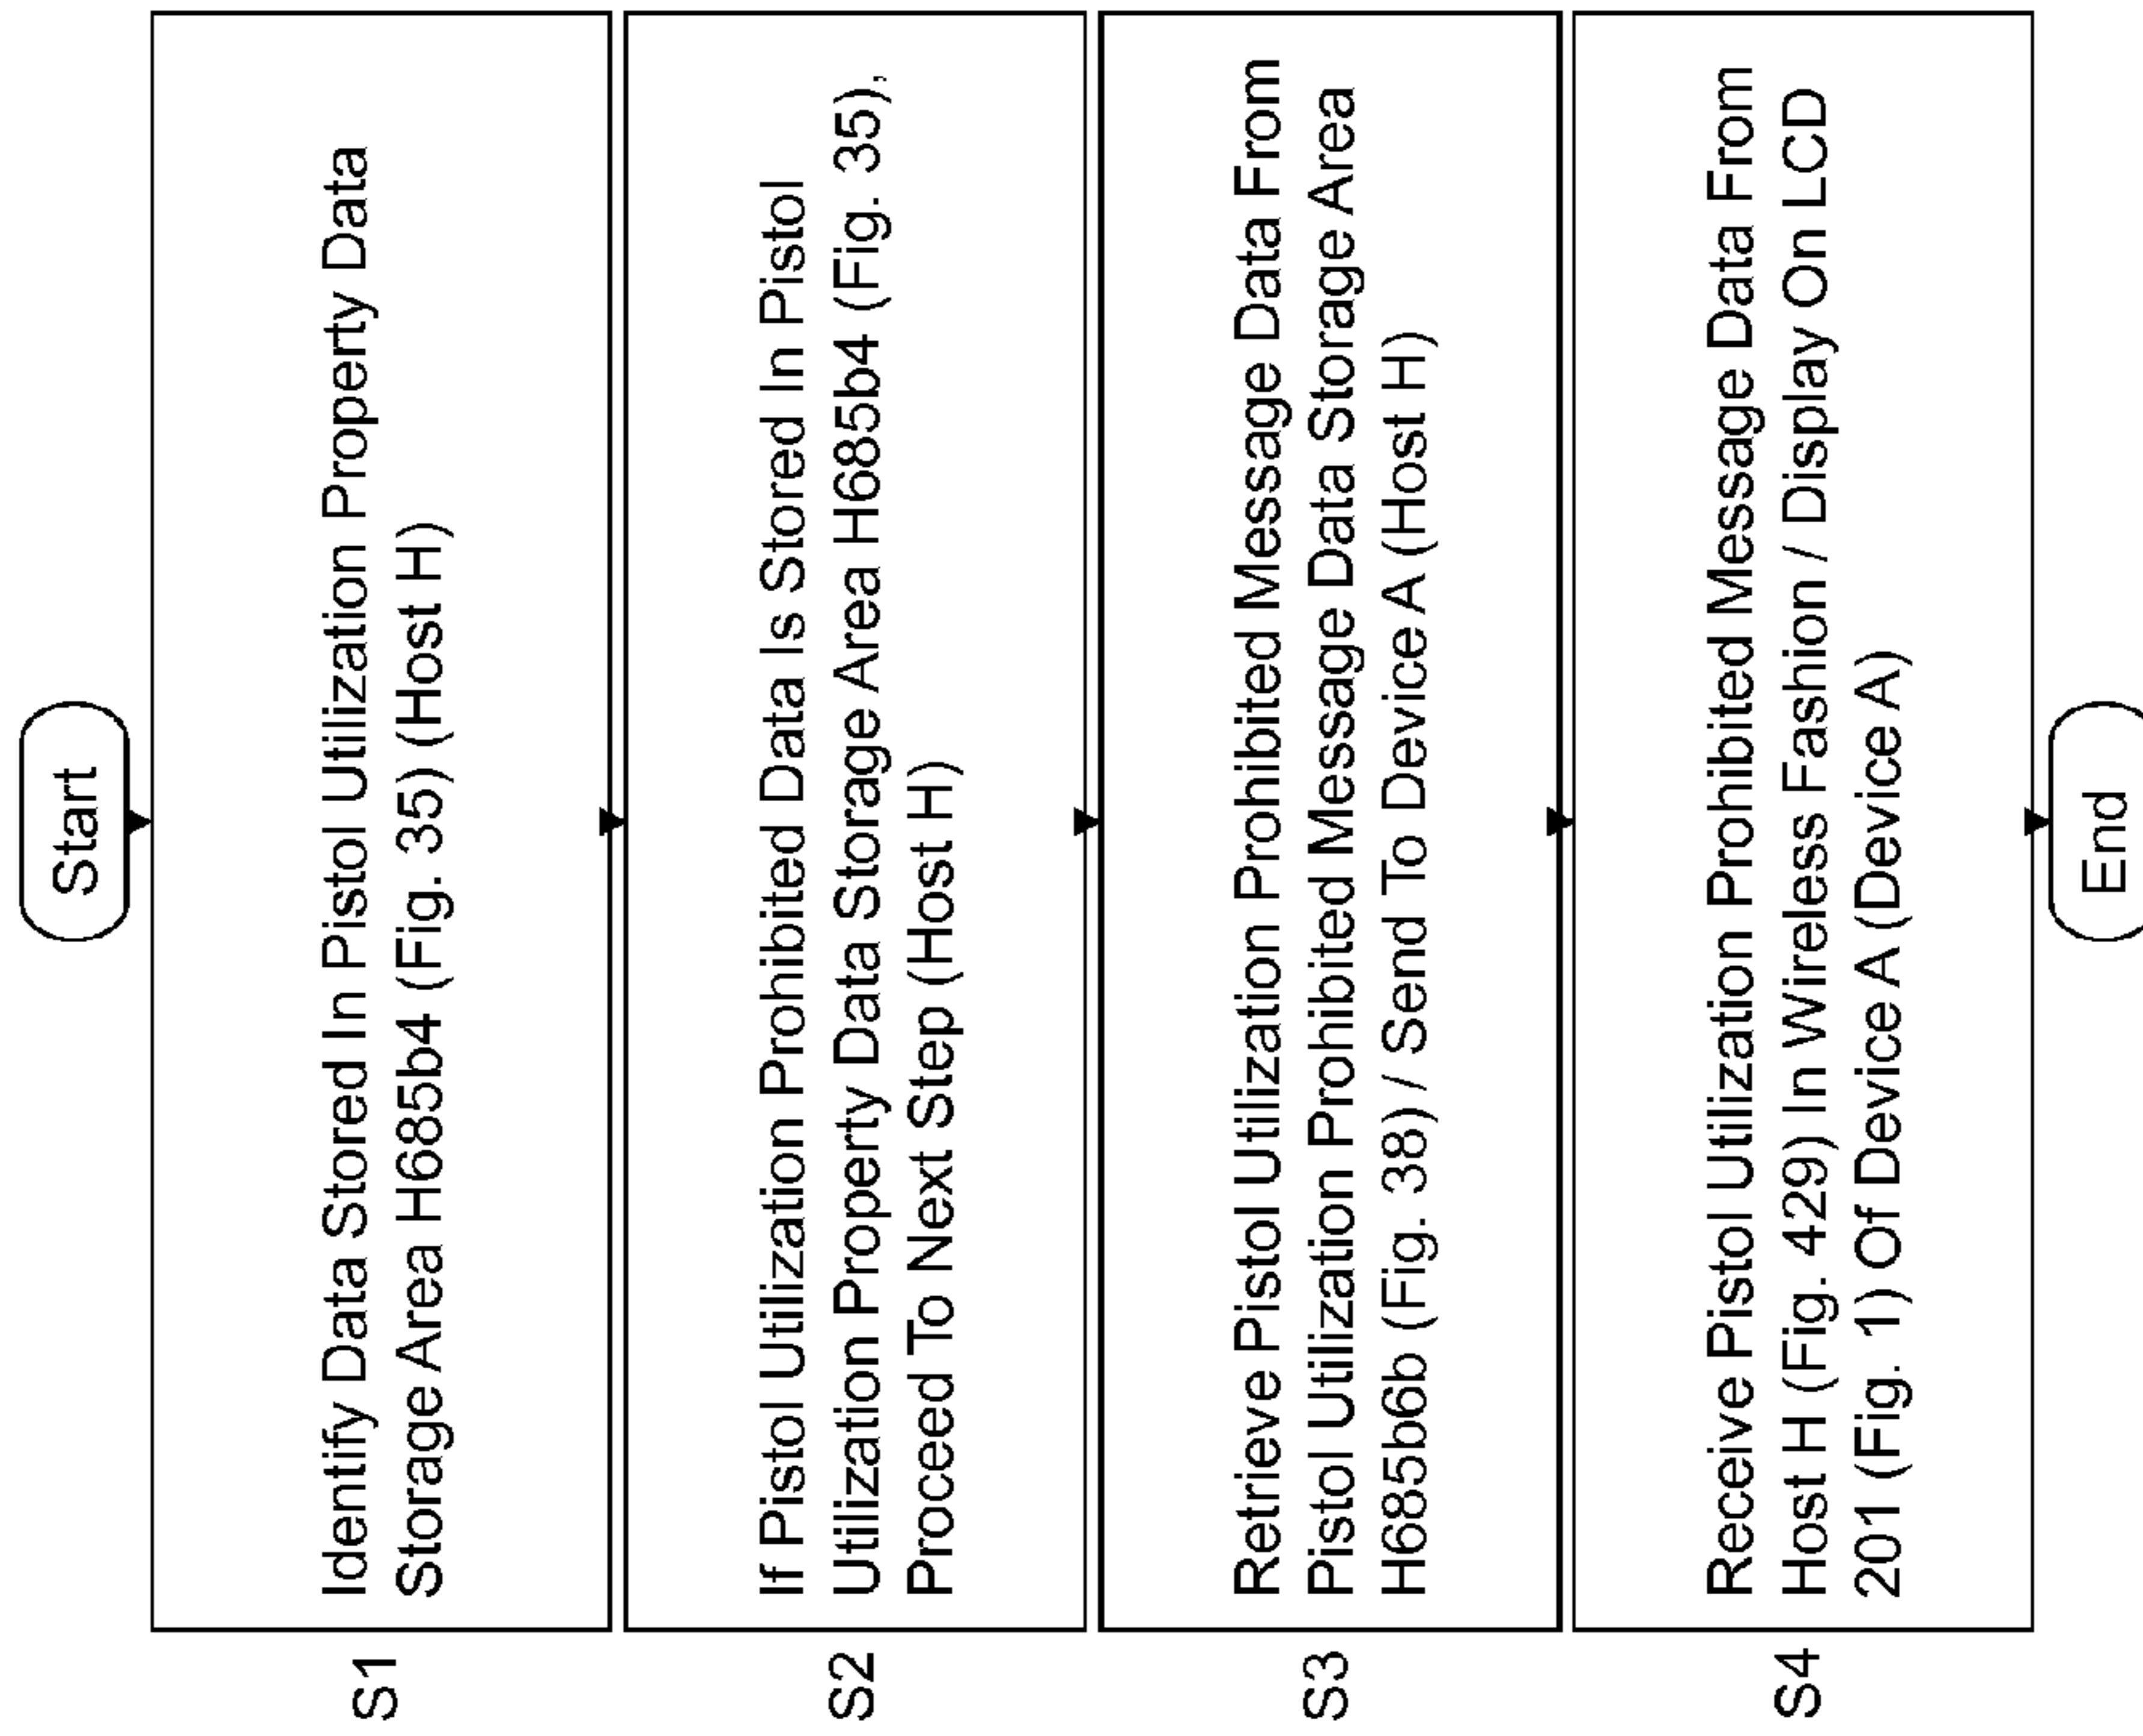 Start
S1
Identify Data Stored In Pistol Utilization Property Data
Storage Area H685b4 (Fig. 35) (Host H)
S2
If Pistol Utilization Prohibited Data Is Stored In Pistol
Utilization Property Data Storage Area H685b4 (Fig. 35),
Proceed To Next Step (Host H)
S3
Retrieve Pistol Utilization Prohibited Message Data From
Pistol Utilization Prohibited Message Data Storage Area
H685b6b (Fig. 38) / Send To Device A (Host H)
S4
Receive Pistol Utilization Prohibited Message Data From
Host H (Fig. 429) In Wireless Fashion / Display On LCD
201 (Fig. 1) Of Device A (Device A)
End